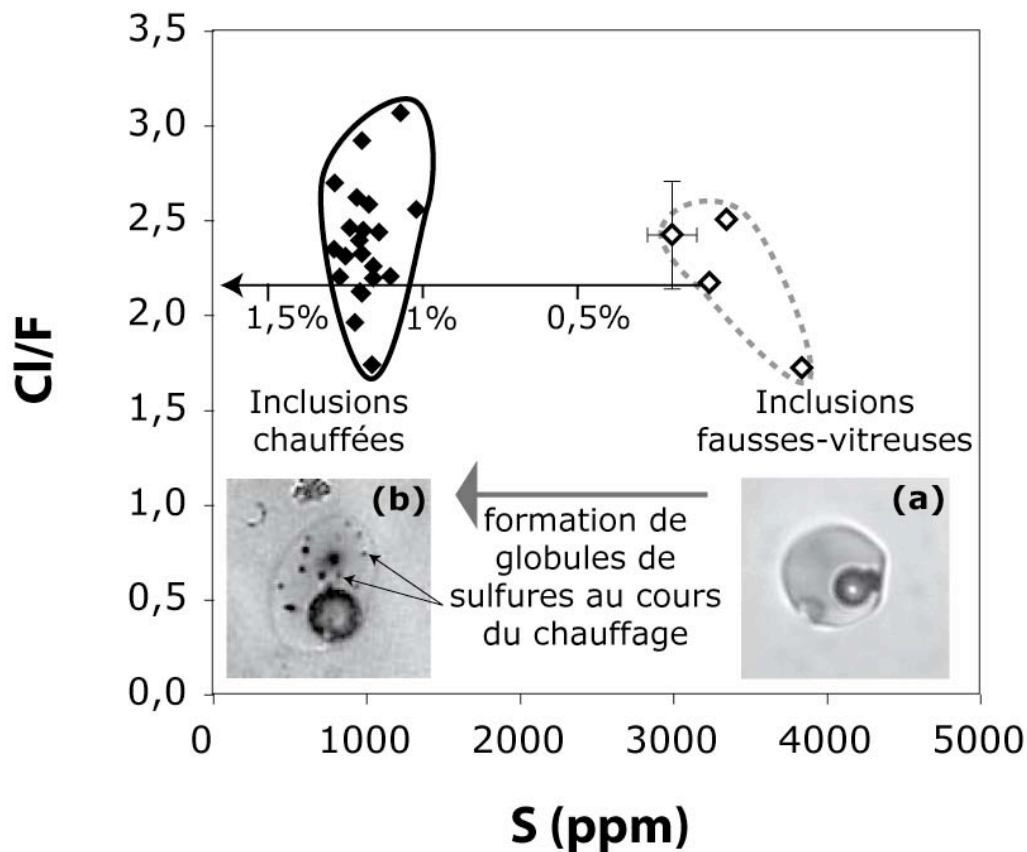 3,5
3,0
2,5
2,0
1,5
1,0
0,5
0,0
Cl/F
1,5%
1%
0,5%
Inclusions
chauffées
Inclusions
fausses-vitreuses
(b)
(a)
formation de
globules de
sulfures au cours
du chauffage
0
1000
2000
3000
4000
5000
S (ppm)